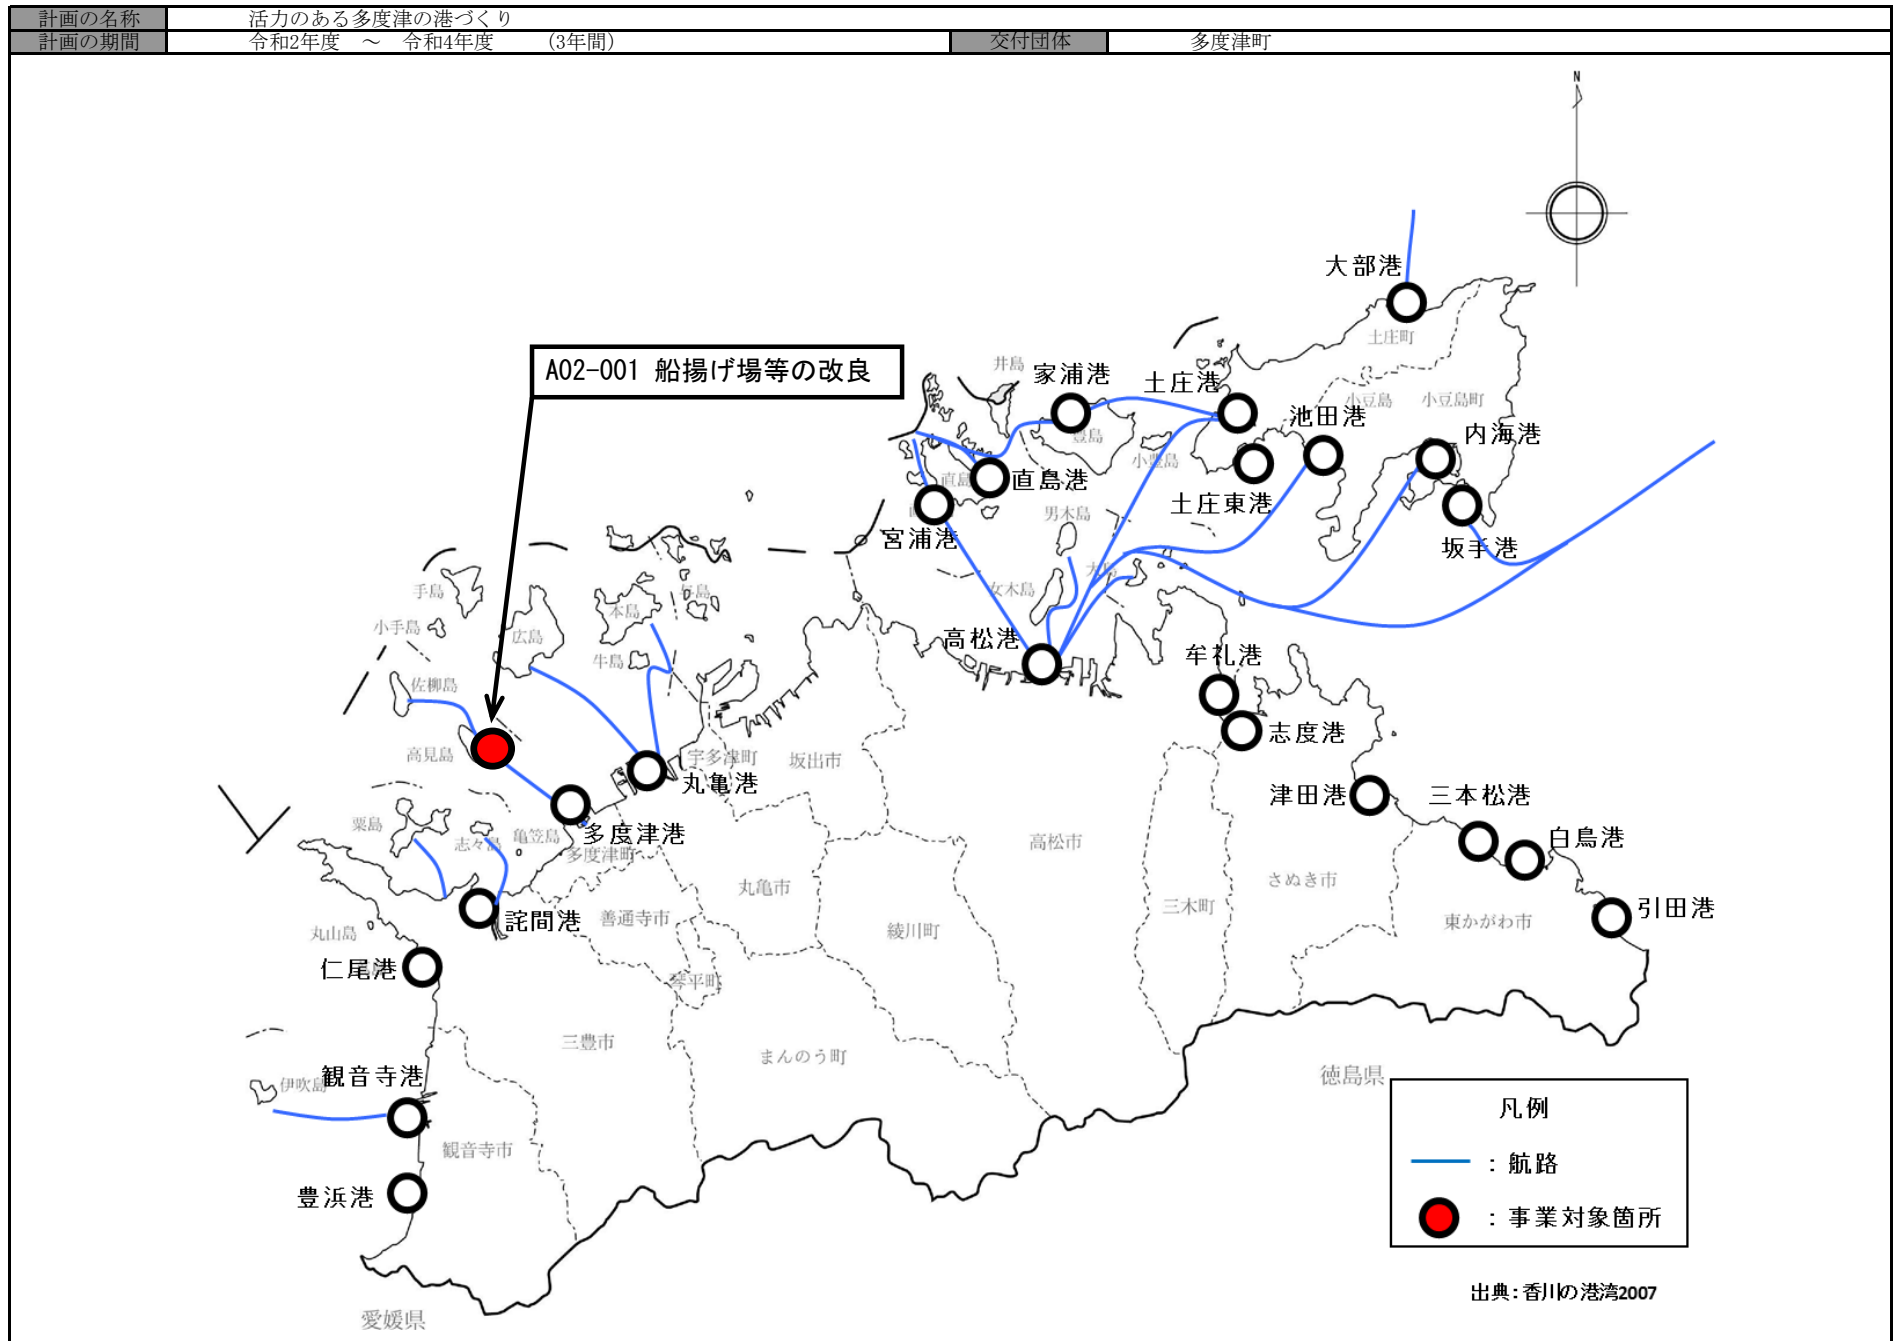 計画の名称 活力のある多度津の港づくり
計画の期間 令和2年度 ～ 令和4年度 (3年間) 交付団体 多度津町
N
大部港
土庄町
A02-001 船揚げ場等の改良
井島
家浦港
土庄港
小豆島
小豆島町
池田港
内海港
豊島
小豊島
直島
直島港
土庄東港
男木島
宮浦港
坂手港
大島
女木島
手島
与島
本島
小手島
広島
高松港
牟礼港
牛島
佐柳島
志度港
高見島
宇多津町
坂出市
丸亀港
津田港
三本松港
粟島
志々島
亀笠島
多度津港
多度津町
高松市
白鳥港
丸亀市
さぬき市
三木町
引田港
詫間港
善通寺市
綾川町
東かがわ市
丸山島
仁尾港
琴平町
三豊市
まんのう町
徳島県
伊吹島
観音寺港
凡例
観音寺市
：航路
豊浜港
：事業対象箇所
出典：香川の港湾2007
愛媛県